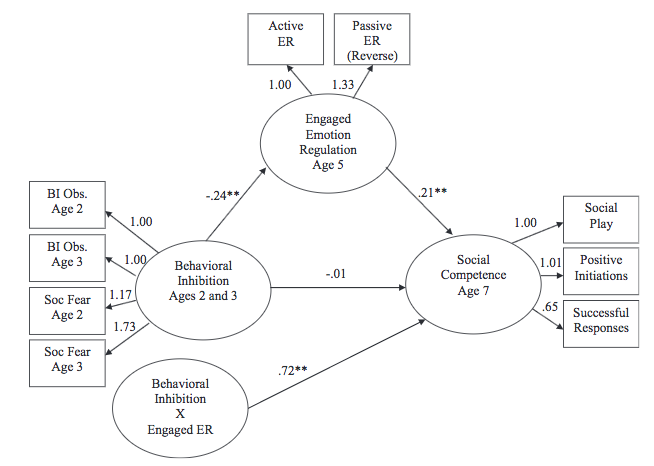 Active
ER
Passive
ER
(Reverse)
1.00
1.33
Engaged
Emotion
Regulation
Age 5
-.24**
.21**
BI Obs.
Age 2
1.00
BI Obs.
Age 3
1.00
Soc Fear
Age 2
1.17
Soc Fear
Age 3
1.73
Behavioral
Inhibition
Ages 2 and 3
-.01
Social
Competence
Age 7
1.00
Social
Play
1.01
Positive
Initiations
.65
Successful
Responses
.72**
Behavioral
Inhibition
X
Engaged ER